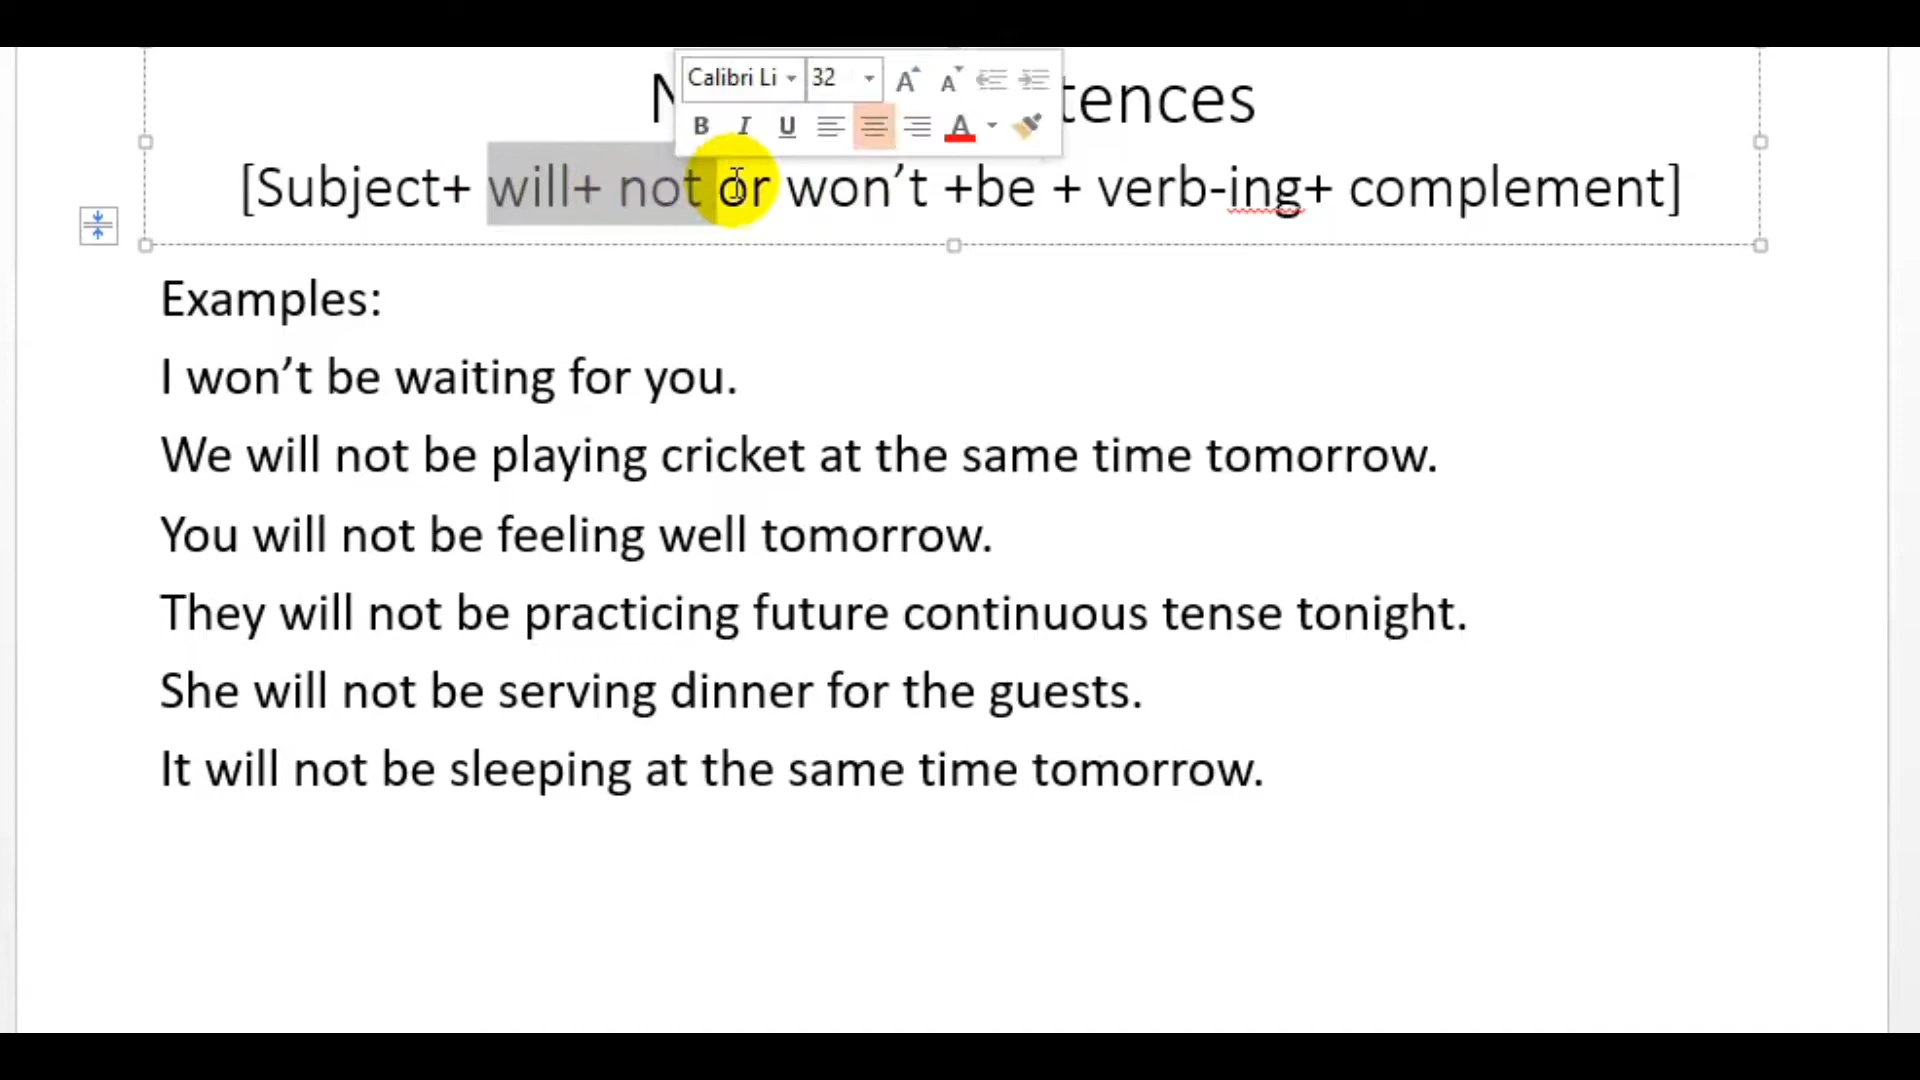 Calibri Li 32
N tences
B I U A
[Subject+ will+ not or won’t +be + verb-ing+ complement]
Examples:
I won’t be waiting for you.
We will not be playing cricket at the same time tomorrow.
You will not be feeling well tomorrow.
They will not be practicing future continuous tense tonight.
She will not be serving dinner for the guests.
It will not be sleeping at the same time tomorrow.